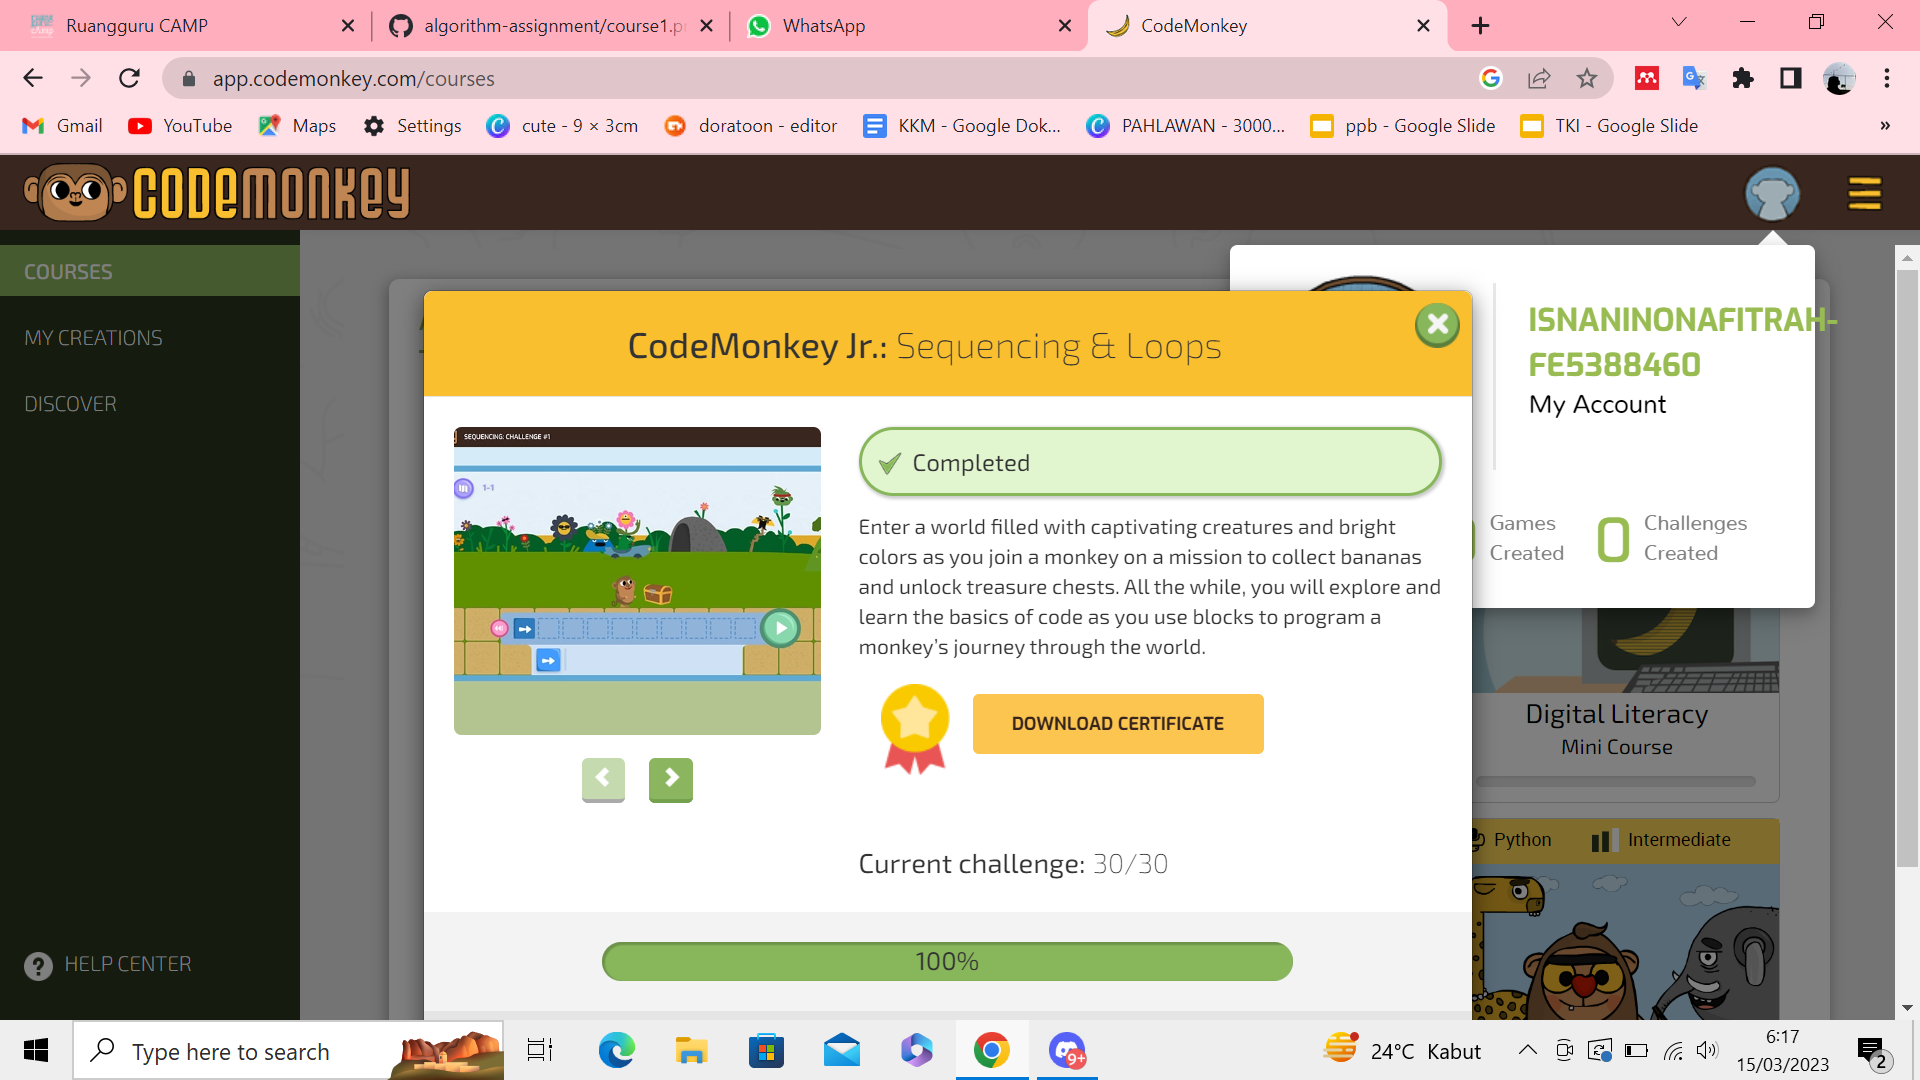 Ruangguru CAMP
algorithm-assignment/course1.p
WhatsApp
CodeMonkey
app.codemonkey.com/courses
Gmail
YouTube
Maps
Settings
cute - 9 × 3cm
doratoon - editor
KKM - Google Dok...
PAHLAWAN - 3000...
ppb - Google Slide
TKI - Google Slide
»
CODEMONKEY
COURSES
MY CREATIONS
DISCOVER
HELP CENTER
ISNANINONAFITRAH-
FE5388460
My Account
Games
Created
0
Challenges
Created
CodeMonkey Jr.: Sequencing & Loops
SEQUENCING: CHALLENGE #1
1-1
Completed
Enter a world filled with captivating creatures and bright
colors as you join a monkey on a mission to collect bananas
and unlock treasure chests. All the while, you will explore and
learn the basics of code as you use blocks to program a
monkey’s journey through the world.
DOWNLOAD CERTIFICATE
Current challenge: 30/30
100%
Digital Literacy
Mini Course
Python
Intermediate
Type here to search
9+
24°C Kabut
6:17
15/03/2023
2